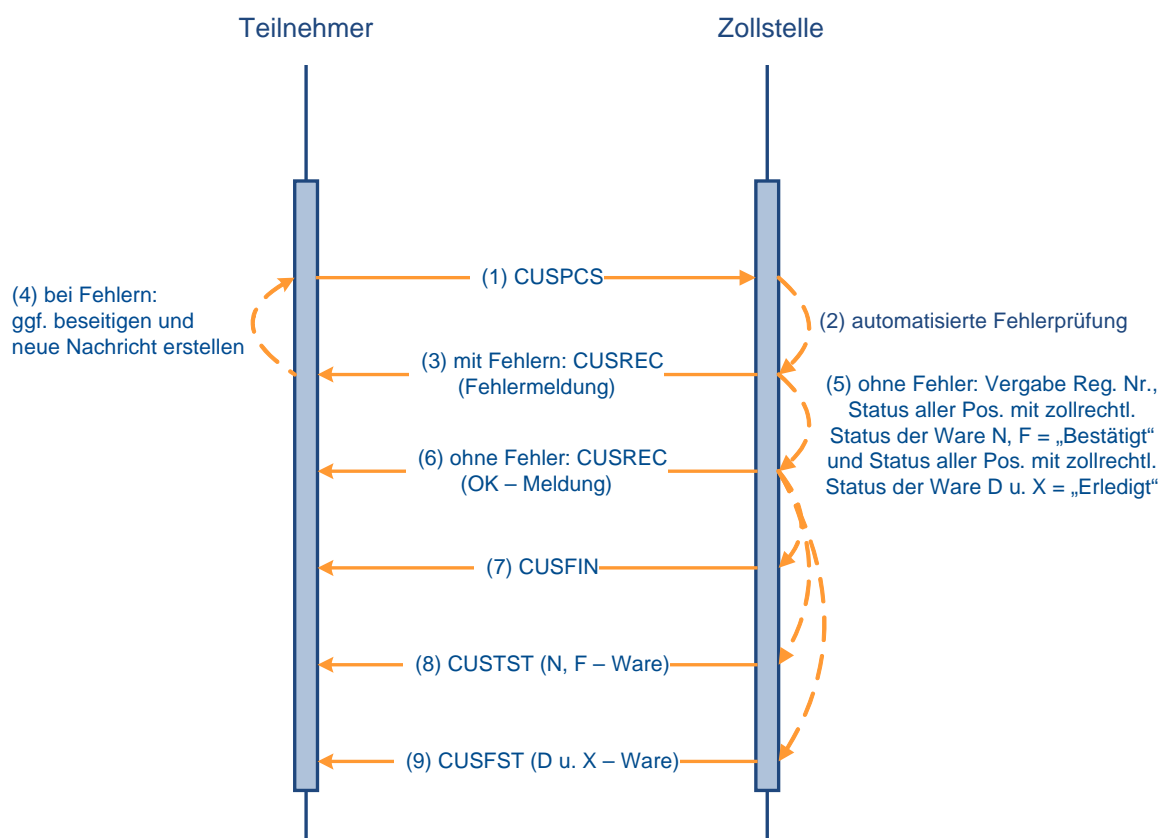 Teilnehmer
Zollstelle
(1) CUSPCS
(4) bei Fehlern:
ggf. beseitigen und
neue Nachricht erstellen
(2) automatisierte Fehlerprüfung
(3) mit Fehlern: CUSREC
(Fehlermeldung)
(5) ohne Fehler: Vergabe Reg. Nr.,
Status aller Pos. mit zollrechtl.
Status der Ware N, F = „Bestätigt“
und Status aller Pos. mit zollrechtl.
Status der Ware D u. X = „Erledigt“
(6) ohne Fehler: CUSREC
(OK – Meldung)
(7) CUSFIN
(8) CUSTST (N, F – Ware)
(9) CUSFST (D u. X – Ware)